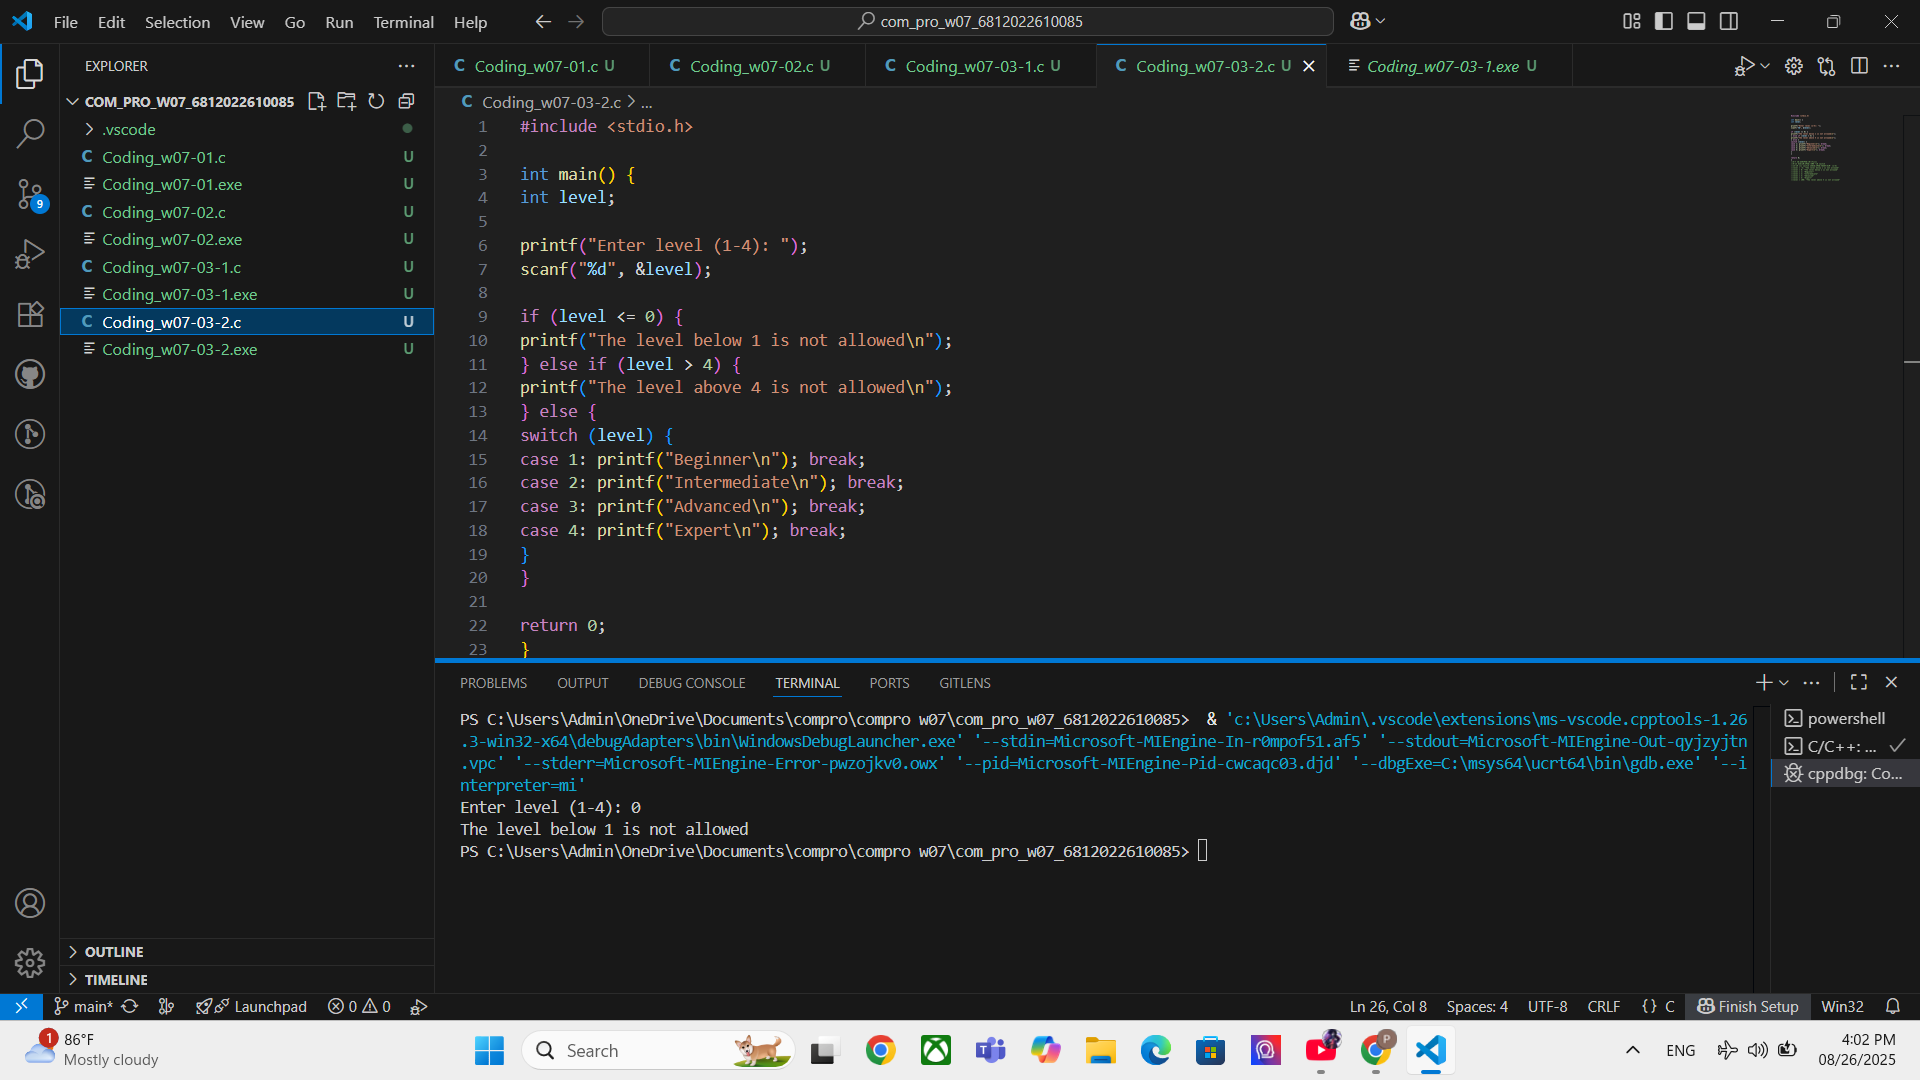 File Edit Selection View Go Run Terminal Help
com_pro_w07_6812022610085
EXPLORER
COM_PRO_W07_6812022610085
.vscode
Coding_w07-01.c U
Coding_w07-01.exe U
Coding_w07-02.c U
Coding_w07-02.exe U
Coding_w07-03-1.c U
Coding_w07-03-1.exe U
Coding_w07-03-2.c U
Coding_w07-03-2.exe U
9
OUTLINE
TIMELINE
C Coding_w07-01.c U C Coding_w07-02.c U C Coding_w07-03-1.c U C Coding_w07-03-2.c U Coding_w07-03-1.exe U
C Coding_w07-03-2.c > ...
1 #include <stdio.h>
2
3 int main() {
4 int level;
5
6 printf("Enter level (1-4): ");
7 scanf("%d", &level);
8
9 if (level <= 0) {
10 printf("The level below 1 is not allowed\n");
11 } else if (level > 4) {
12 printf("The level above 4 is not allowed\n");
13 } else {
14 switch (level) {
15 case 1: printf("Beginner\n"); break;
16 case 2: printf("Intermediate\n"); break;
17 case 3: printf("Advanced\n"); break;
18 case 4: printf("Expert\n"); break;
19 }
20 }
21
22 return 0;
23 }
PROBLEMS OUTPUT DEBUG CONSOLE TERMINAL PORTS GITLENS
PS C:\Users\Admin\OneDrive\Documents\compro\compro w07\com_pro_w07_6812022610085> & 'c:\Users\Admin\.vscode\extensions\ms-vscode.cpptools-1.26
.3-win32-x64\debugAdapters\bin\WindowsDebugLauncher.exe' '--stdin=Microsoft-MIEngine-In-r0mpof51.af5' '--stdout=Microsoft-MIEngine-Out-qyjzyjtn
.vpc' '--stderr=Microsoft-MIEngine-Error-pwzojkv0.owx' '--pid=Microsoft-MIEngine-Pid-cwcaqc03.djd' '--dbgExe=C:\msys64\ucrt64\bin\gdb.exe' '--i
nterpreter=mi'
Enter level (1-4): 0
The level below 1 is not allowed
PS C:\Users\Admin\OneDrive\Documents\compro\compro w07\com_pro_w07_6812022610085>
powershell
C/C++: ...
cppdbg: Co...
main* Launchpad 0 0 Ln 26, Col 8 Spaces: 4 UTF-8 CRLF {} C Finish Setup Win32
1
86°F
Mostly cloudy
Search
P
ENG
4:02 PM
08/26/2025